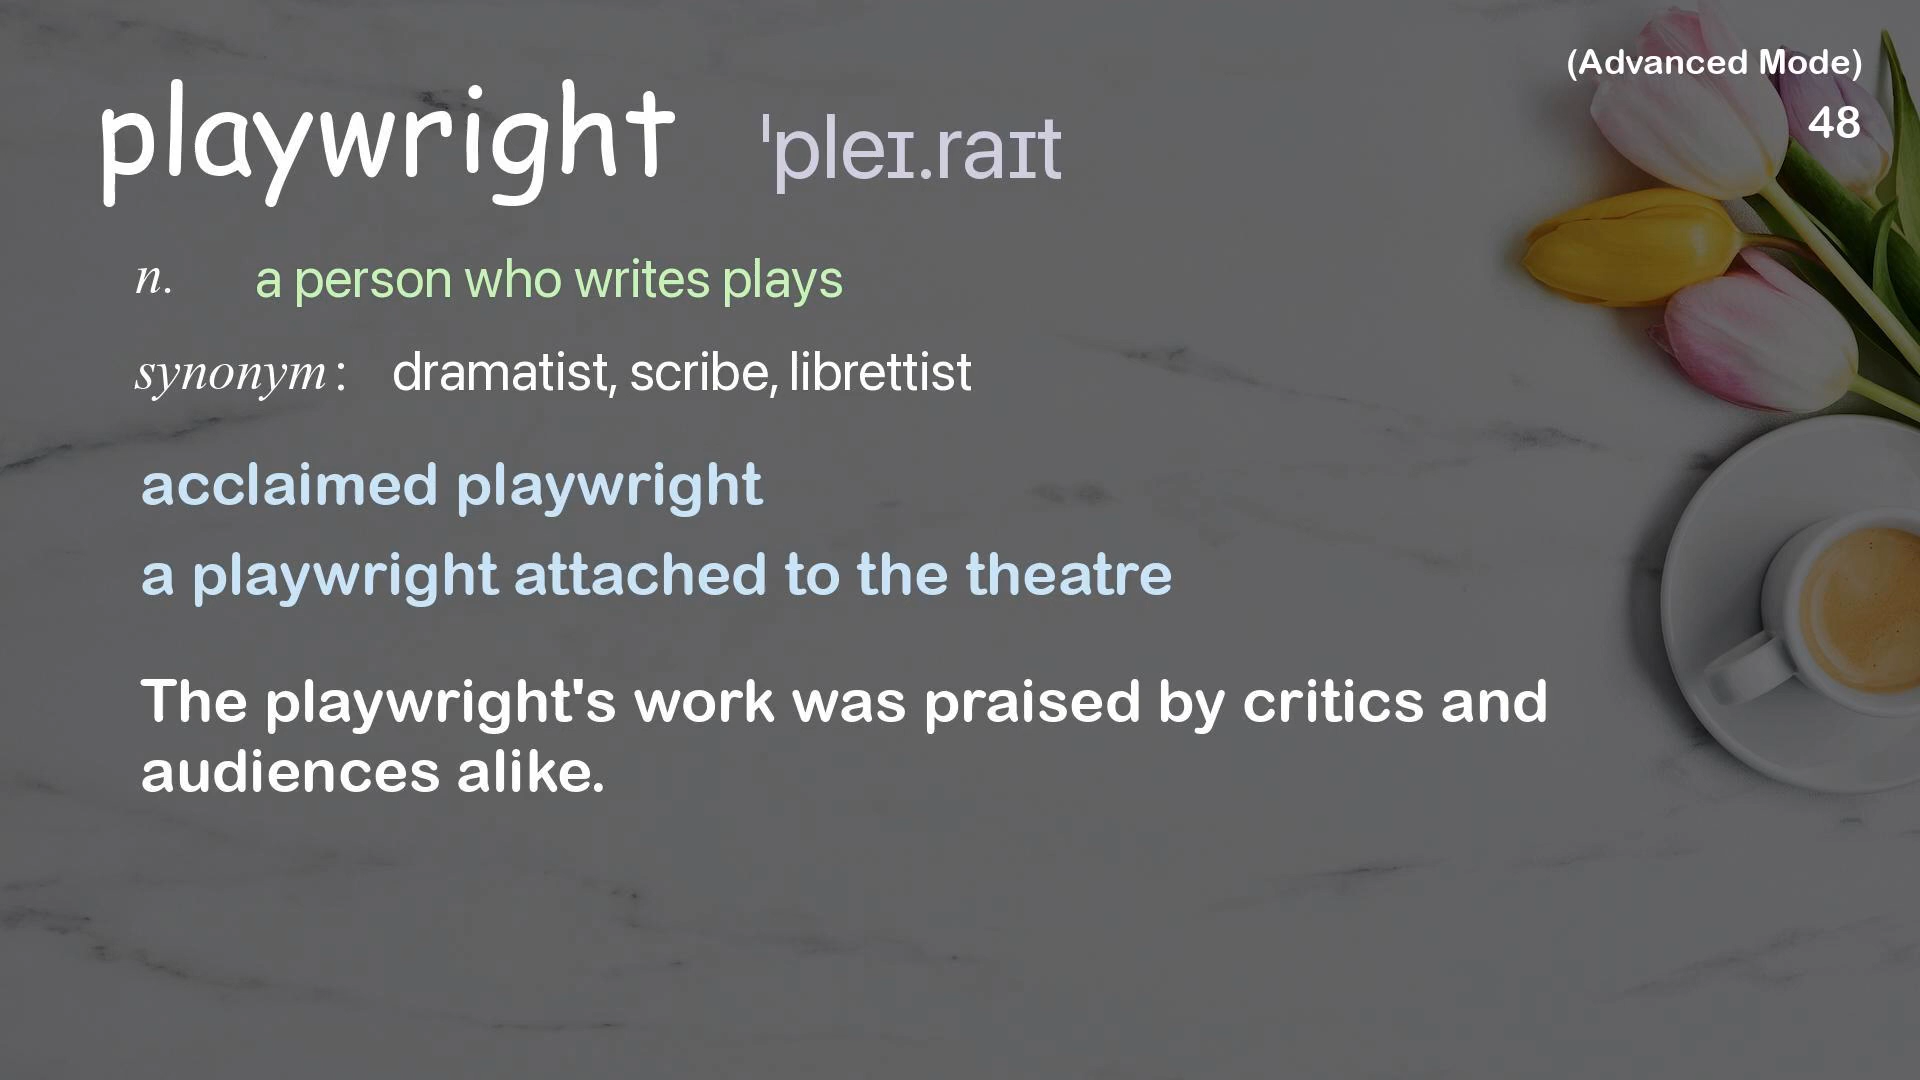 (Advanced Mode)
48
playwright ˈpleɪ.raɪt
n. a person who writes plays
synonym: dramatist, scribe, librettist
acclaimed playwright
a playwright attached to the theatre
The playwright's work was praised by critics and
audiences alike.